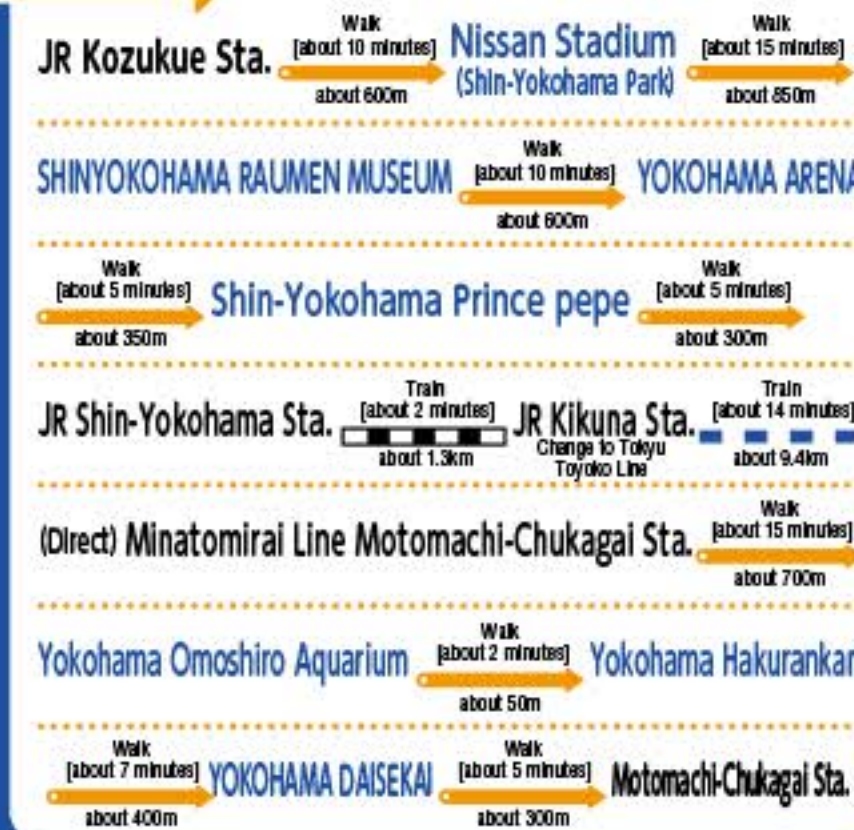 JR Kozukue Sta.
Walk
[about 10 minutes]
about 600m
Nissan Stadium
(Shin-Yokohama Park)
Walk
[about 15 minutes]
about 850m
SHINYOKOHAMA RAUMEN MUSEUM
Walk
[about 10 minutes]
about 600m
YOKOHAMA ARENA
Walk
[about 5 minutes]
about 350m
Shin-Yokohama Prince pepe
Walk
[about 5 minutes]
about 300m
JR Shin-Yokohama Sta.
Train
[about 2 minutes]
about 1.3km
JR Kikuna Sta.
Change to Tokyu
Toyoko Line
Train
[about 14 minutes]
about 9.4km
(Direct) Minatomirai Line Motomachi-Chukagai Sta.
Walk
[about 15 minutes]
about 700m
Yokohama Omoshiro Aquarium
Walk
[about 2 minutes]
about 50m
Yokohama Hakurankan
Walk
[about 7 minutes]
about 400m
YOKOHAMA DAISEKAI
Walk
[about 5 minutes]
about 300m
Motomachi-Chukagai Sta.